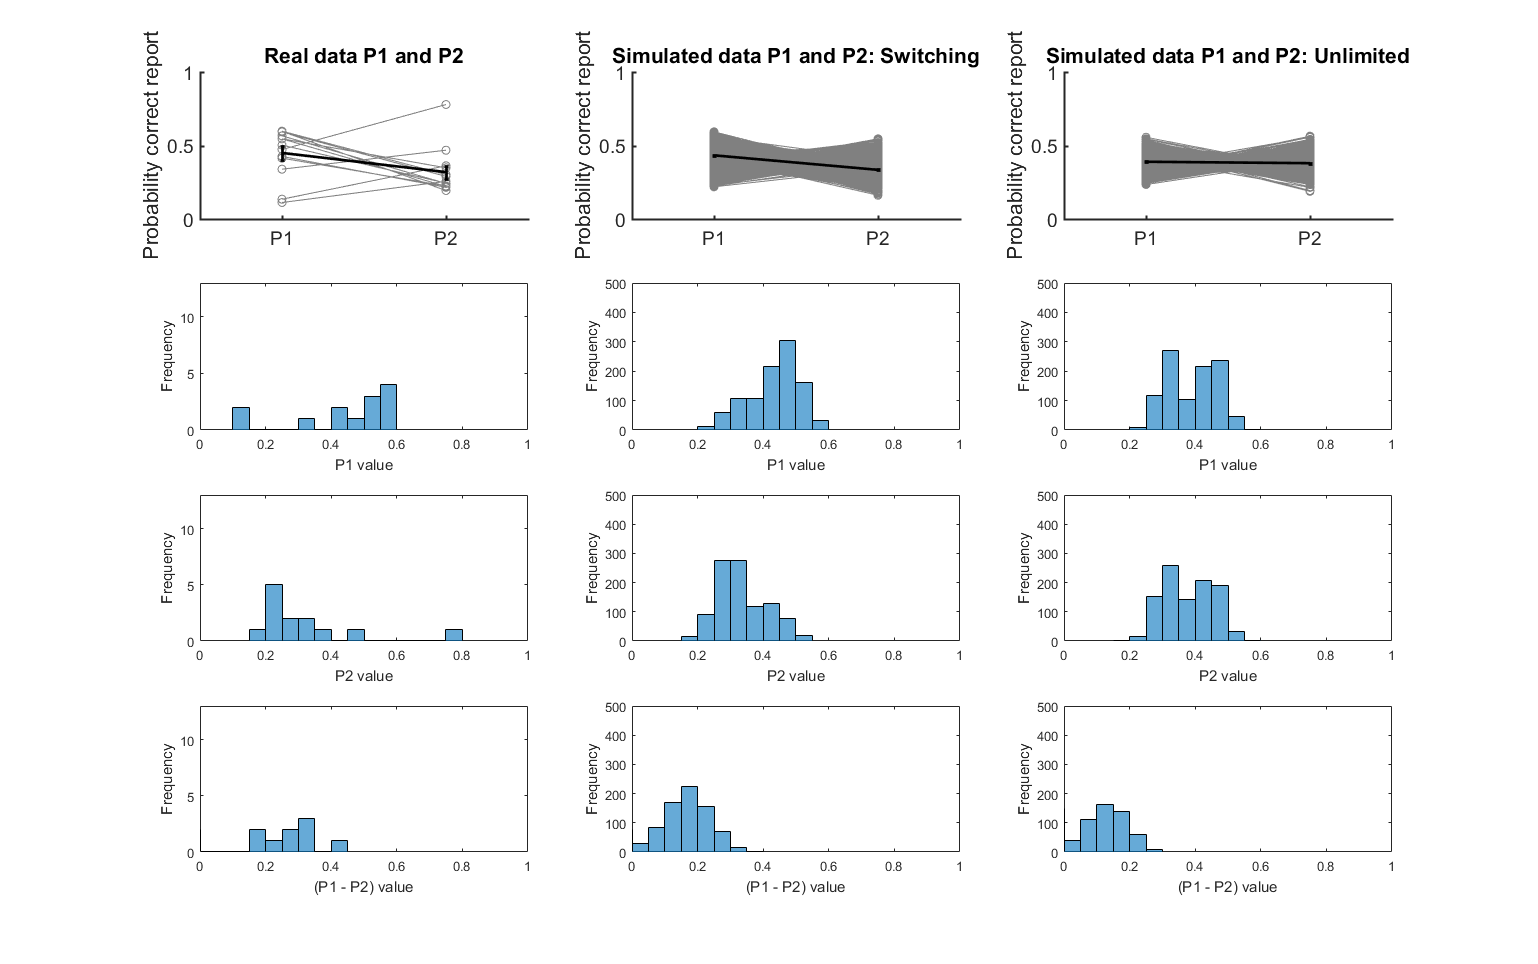 Real data P1 and P2
Probability correct report
1
0.5
0
P1
P2
Simulated data P1 and P2: Switching
Probability correct report
1
0.5
0
P1
P2
Simulated data P1 and P2: Unlimited
Probability correct report
1
0.5
0
P1
P2
Frequency
10
5
0
0 0.2 0.4 0.6 0.8 1
P1 value
Frequency
500
400
300
200
100
0
0 0.2 0.4 0.6 0.8 1
P1 value
Frequency
500
400
300
200
100
0
0 0.2 0.4 0.6 0.8 1
P1 value
Frequency
10
5
0
0 0.2 0.4 0.6 0.8 1
P2 value
Frequency
500
400
300
200
100
0
0 0.2 0.4 0.6 0.8 1
P2 value
Frequency
500
400
300
200
100
0
0 0.2 0.4 0.6 0.8 1
P2 value
Frequency
10
5
0
0 0.2 0.4 0.6 0.8 1
(P1 - P2) value
Frequency
500
400
300
200
100
0
0 0.2 0.4 0.6 0.8 1
(P1 - P2) value
Frequency
500
400
300
200
100
0
0 0.2 0.4 0.6 0.8 1
(P1 - P2) value